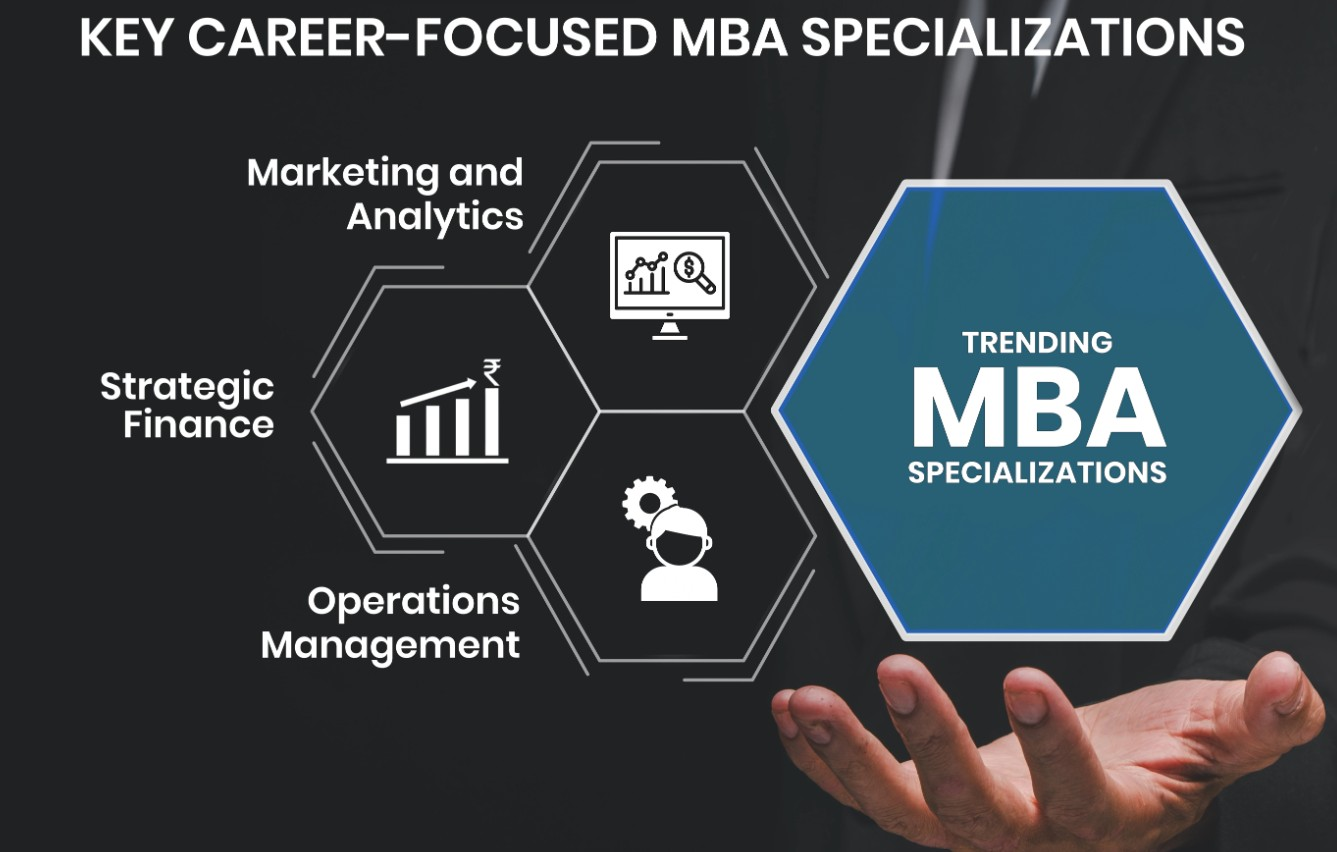 KEY CAREER-FOCUSED MBA SPECIALIZATIONS
Marketing and
Analytics
$
₹
Strategic
Finance
Operations
Management
TRENDING
MBA
SPECIALIZATIONS